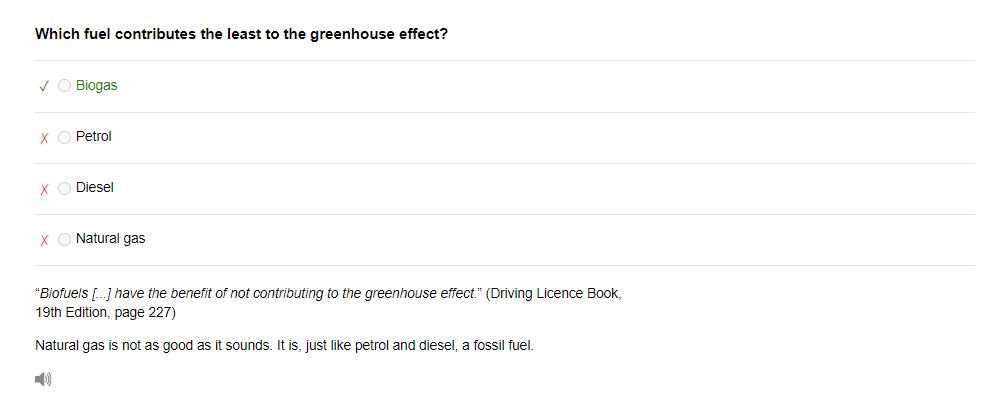 Which fuel contributes the least to the greenhouse effect?
✓ Biogas
✗ Petrol
✗ Diesel
✗ Natural gas
“Biofuels [...] have the benefit of not contributing to the greenhouse effect.” (Driving Licence Book,
19th Edition, page 227)
Natural gas is not as good as it sounds. It is, just like petrol and diesel, a fossil fuel.